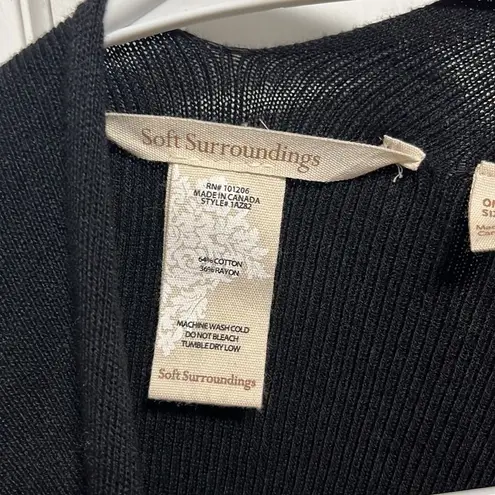 Soft Surroundings
RN# 101206
MADE IN CANADA
STYLE# 1AZ82
64% COTTON
36% RAYON
MACHINE WASH COLD
DO NOT BLEACH
TUMBLE DRY LOW
Soft Surroundings